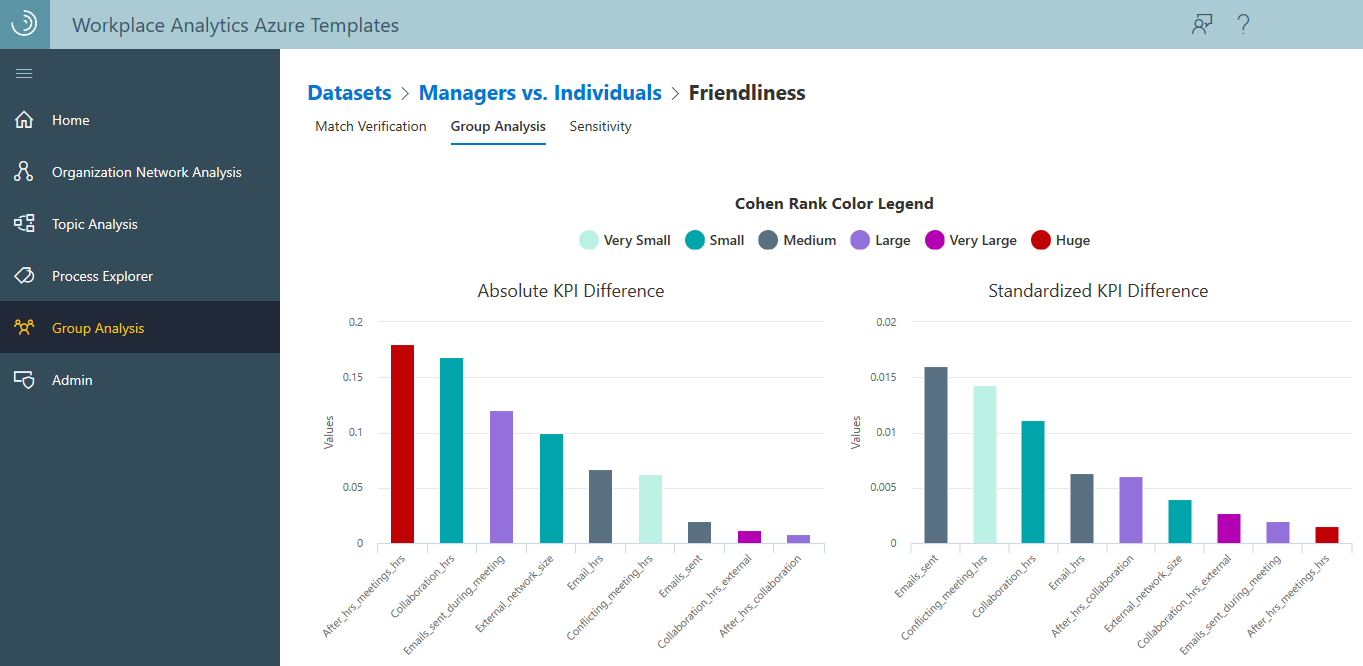 Workplace Analytics Azure Templates
Home
Organization Network Analysis
Topic Analysis
Process Explorer
Group Analysis
Admin
Datasets > Managers vs. Individuals > Friendliness
Match Verification Group Analysis Sensitivity
Cohen Rank Color Legend
Very Small Small Medium Large Very Large Huge
Absolute KPI Difference
Values
0.2
0.15
0.1
0.05
0
After_hrs_meetings_hrs
Collaboration_hrs
Emails_sent_during_meeting
External_network_size
Email_hrs
Conflicting_meeting_hrs
Emails_sent
Collaboration_hrs_external
After_hrs_collaboration
Standardized KPI Difference
Values
0.02
0.015
0.01
0.005
0
Emails_sent
Conflicting_meeting_hrs
Collaboration_hrs
Email_hrs
After_hrs_collaboration
External_network_size
Collaboration_hrs_external
Emails_sent_during_meeting
After_hrs_meetings_hrs